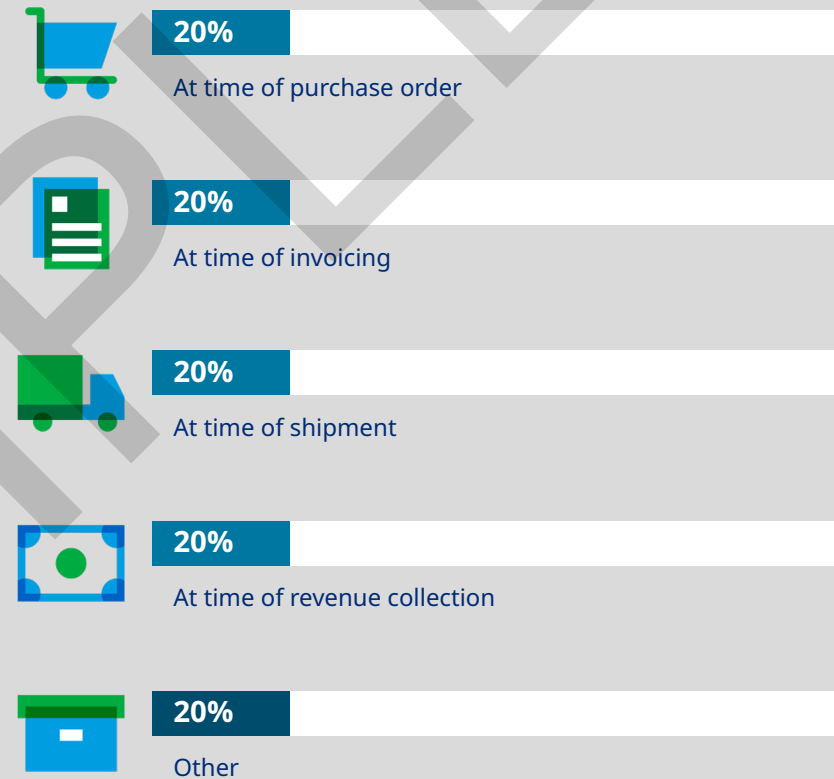 20%
At time of purchase order
20%
At time of invoicing
20%
At time of shipment
20%
At time of revenue collection
20%
Other